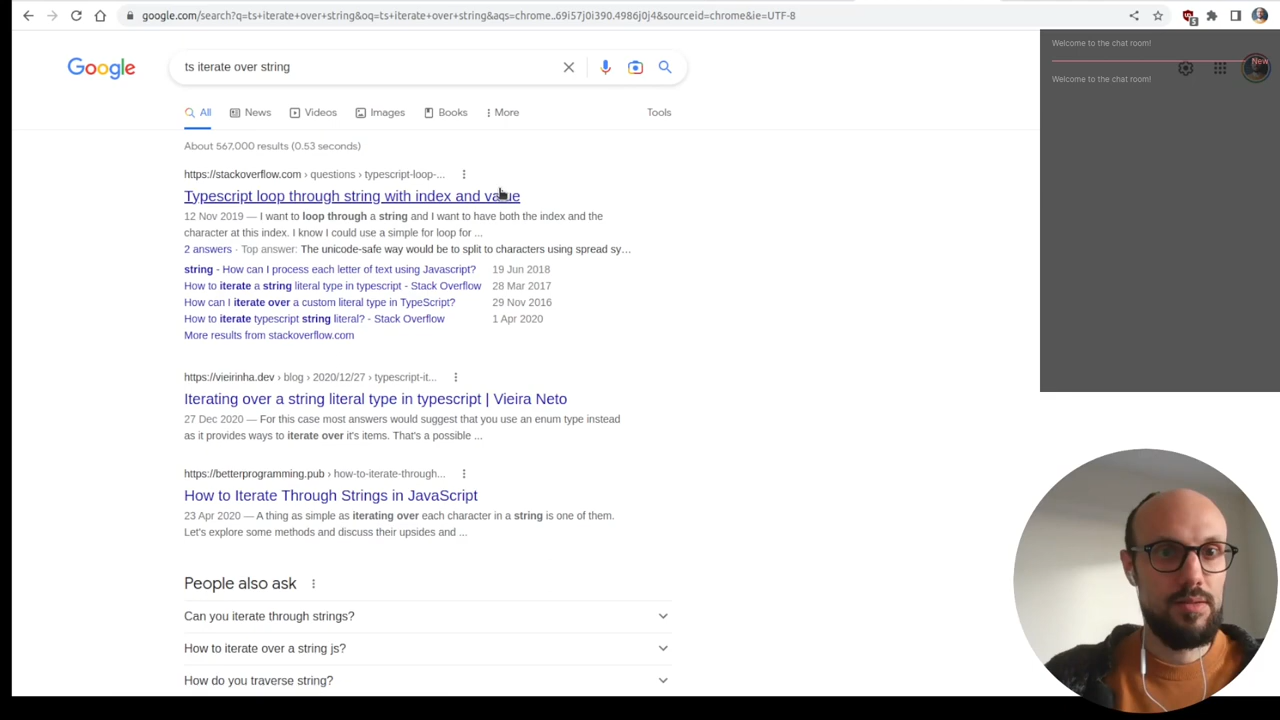 google.com/search?q=ts+iterate+over+string&oq=ts+iterate+over+string&aqs=chrome..69i57j0i390.4986j0j4&sourceid=chrome&ie=UTF-8
5
Welcome to the chat room!
New
Welcome to the chat room!
Google
ts iterate over string
All
News
Videos
Images
Books
More
Tools
About 567,000 results (0.53 seconds)
https://stackoverflow.com › questions › typescript-loop-...
Typescript loop through string with index and value
12 Nov 2019 — I want to loop through a string and I want to have both the index and the
character at this index. I know I could use a simple for loop for ...
2 answers · Top answer: The unicode-safe way would be to split to characters using spread sy…
string - How can I process each letter of text using Javascript? 19 Jun 2018
How to iterate a string literal type in typescript - Stack Overflow 28 Mar 2017
How can I iterate over a custom literal type in TypeScript? 29 Nov 2016
How to iterate typescript string literal? - Stack Overflow 1 Apr 2020
More results from stackoverflow.com
https://vieirinha.dev › blog › 2020/12/27 › typescript-it...
Iterating over a string literal type in typescript | Vieira Neto
27 Dec 2020 — For this case most answers would suggest that you use an enum type instead
as it provides ways to iterate over it's items. That's a possible ...
https://betterprogramming.pub › how-to-iterate-through...
How to Iterate Through Strings in JavaScript
23 Apr 2020 — A thing as simple as iterating over each character in a string is one of them.
Let's explore some methods and discuss their upsides and ...
People also ask
Can you iterate through strings?
How to iterate over a string js?
How do you traverse string?